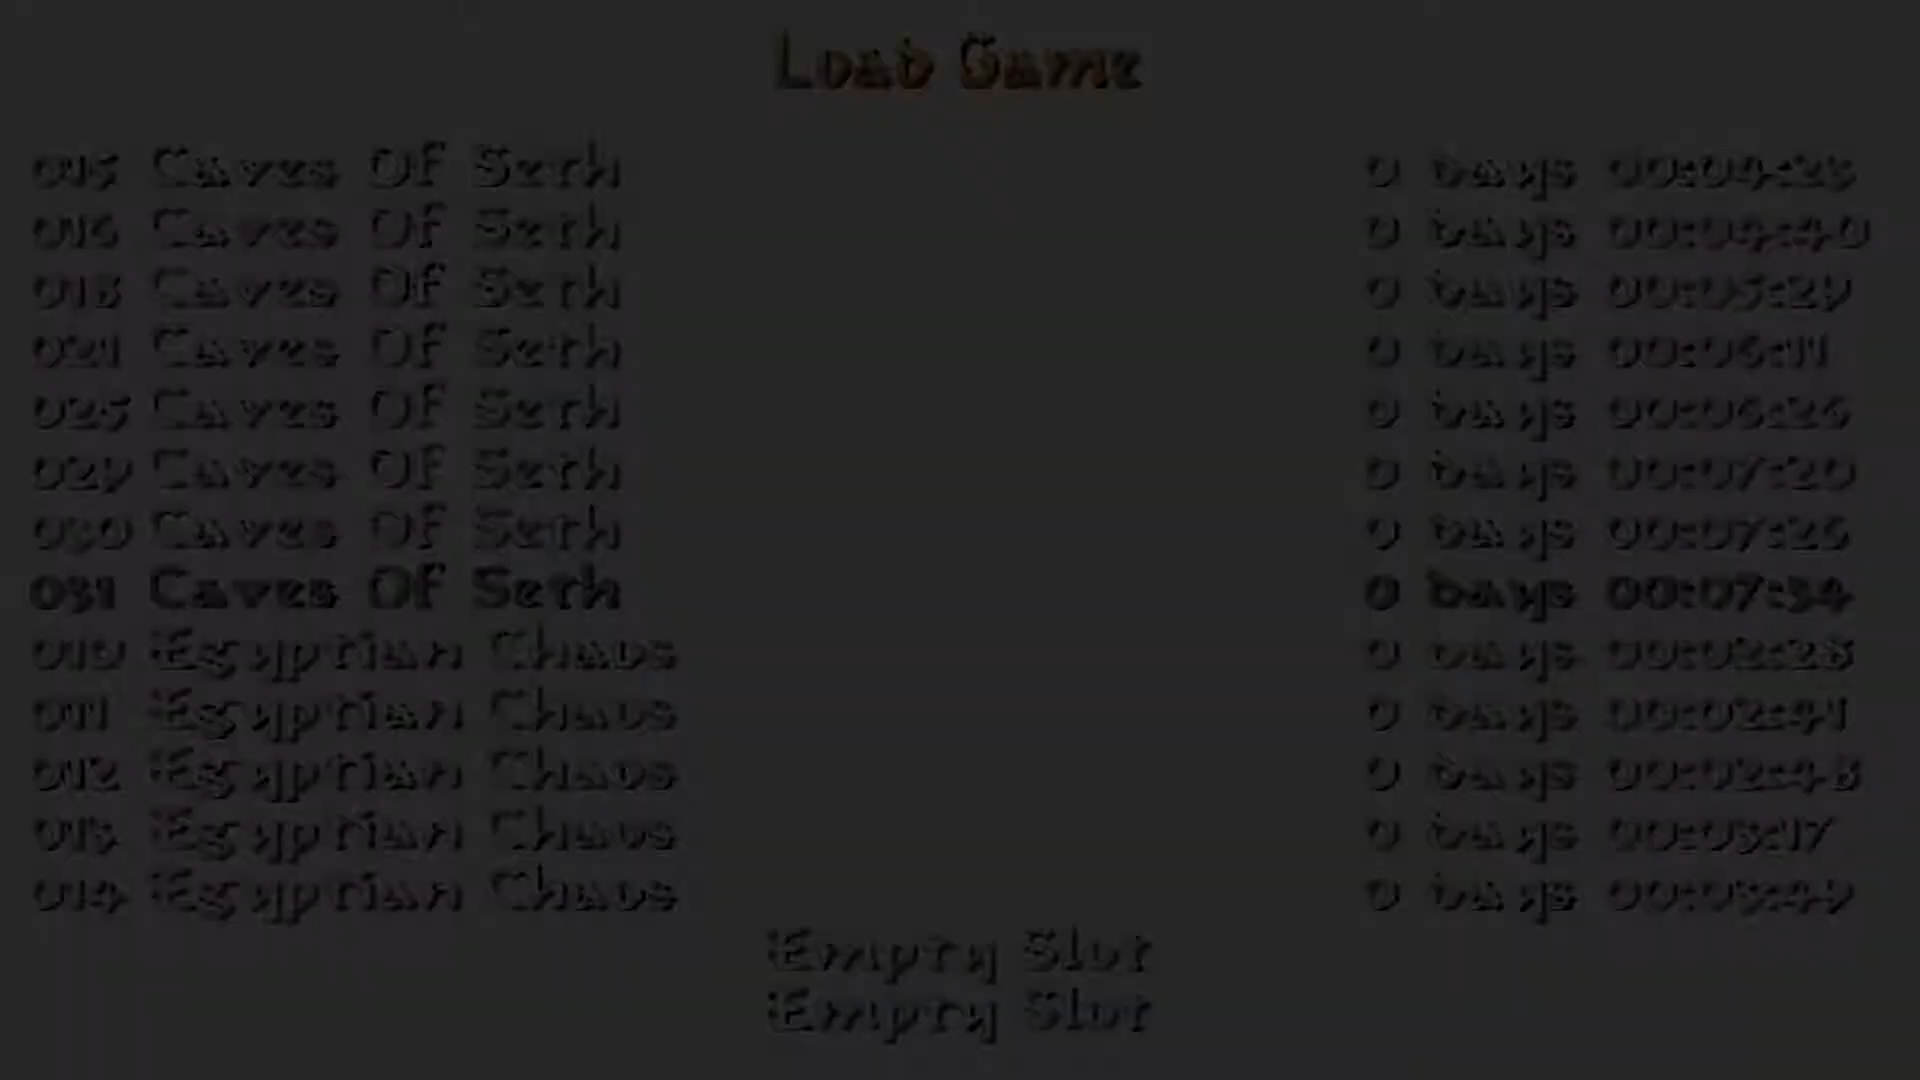 Load Game
015 Caves Of Seth 0 days 00:04:23
016 Caves Of Seth 0 days 00:04:40
018 Caves Of Seth 0 days 00:05:29
021 Caves Of Seth 0 days 00:06:11
025 Caves Of Seth 0 days 00:06:26
029 Caves Of Seth 0 days 00:07:20
030 Caves Of Seth 0 days 00:07:26
031 Caves Of Seth 0 days 00:07:34
010 Egyptian Chaos 0 days 00:02:28
011 Egyptian Chaos 0 days 00:02:41
012 Egyptian Chaos 0 days 00:02:48
013 Egyptian Chaos 0 days 00:03:17
014 Egyptian Chaos 0 days 00:03:49
Empty Slot
Empty Slot